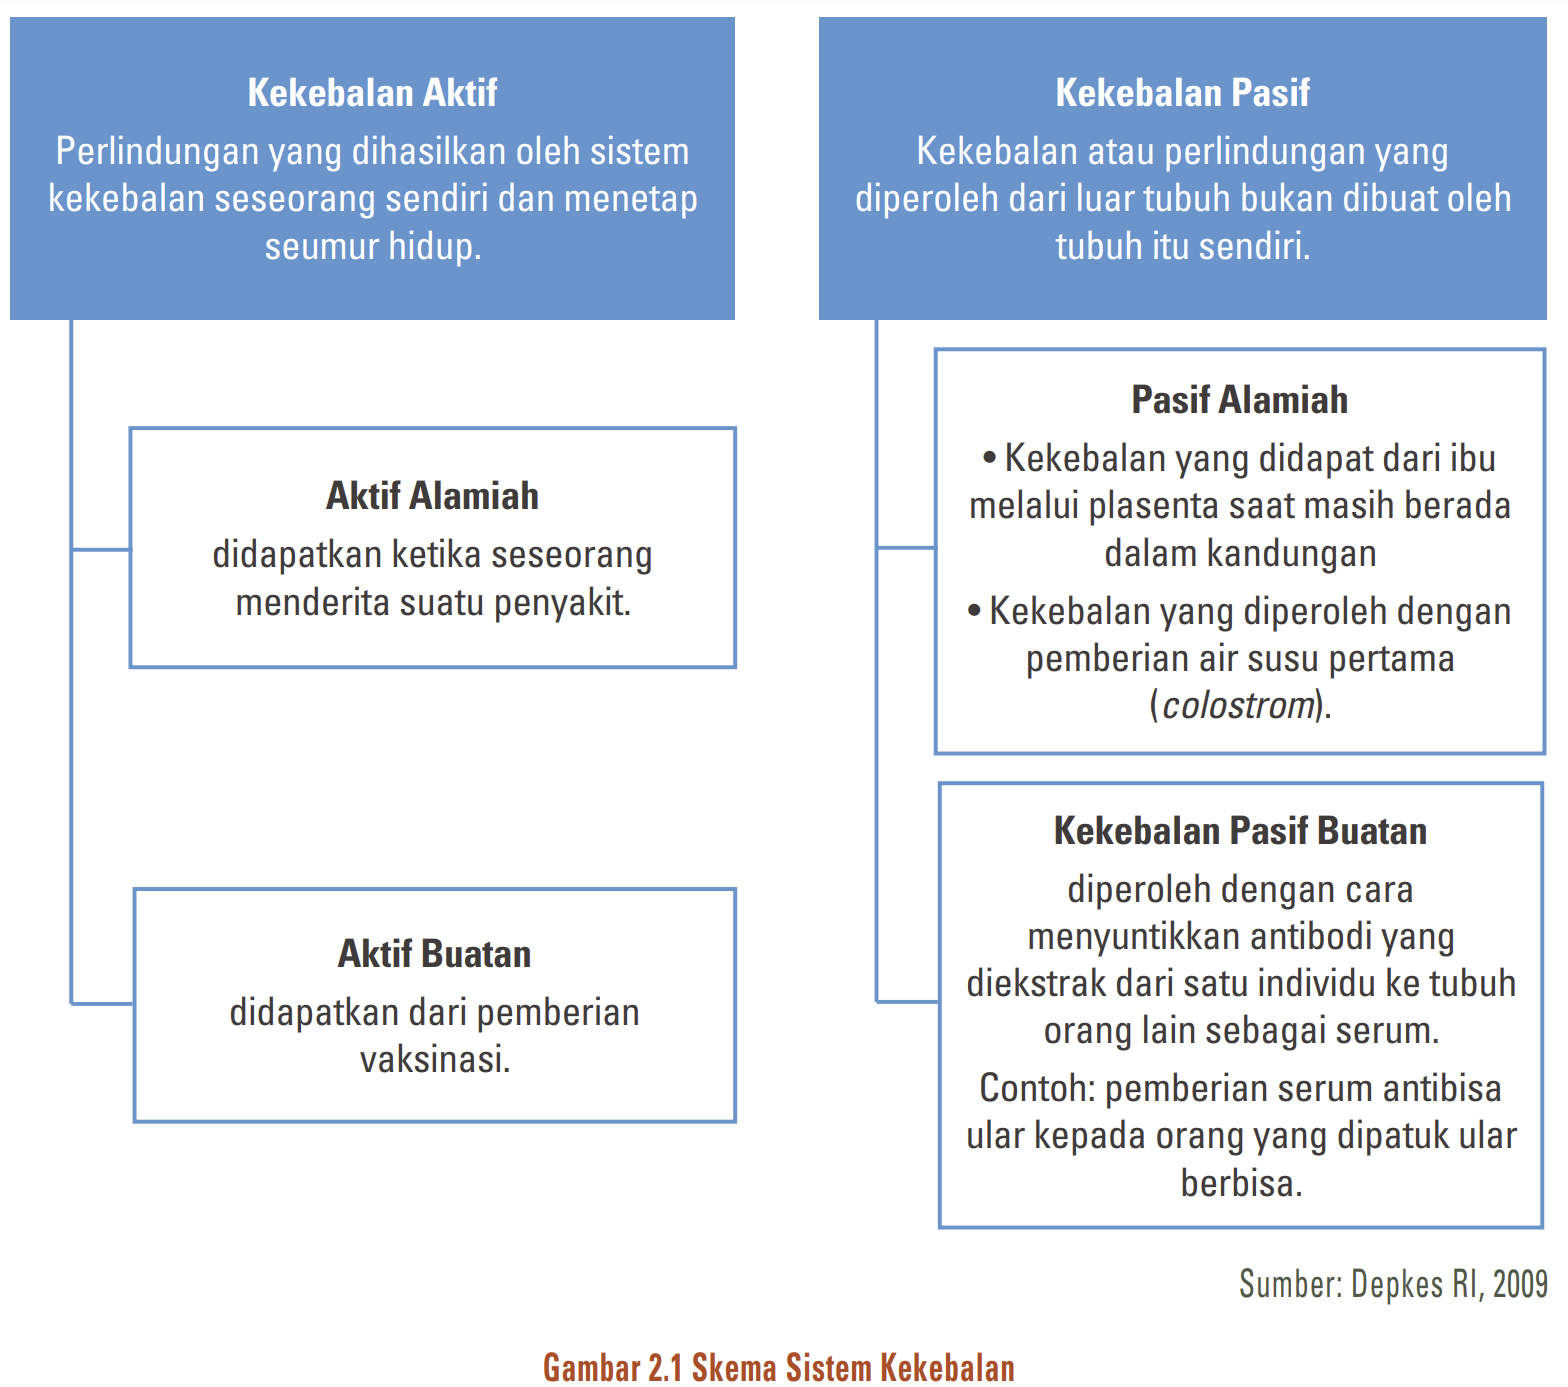 Kekebalan Aktif
Perlindungan yang dihasilkan oleh sistem
kekebalan seseorang sendiri dan menetap
seumur hidup.
Aktif Alamiah
didapatkan ketika seseorang
menderita suatu penyakit.
Aktif Buatan
didapatkan dari pemberian
vaksinasi.
Kekebalan Pasif
Kekebalan atau perlindungan yang
diperoleh dari luar tubuh bukan dibuat oleh
tubuh itu sendiri.
Pasif Alamiah
• Kekebalan yang didapat dari ibu
melalui plasenta saat masih berada
dalam kandungan
• Kekebalan yang diperoleh dengan
pemberian air susu pertama
(colostrom).
Kekebalan Pasif Buatan
diperoleh dengan cara
menyuntikkan antibodi yang
diekstrak dari satu individu ke tubuh
orang lain sebagai serum.
Contoh: pemberian serum antibisa
ular kepada orang yang dipatuk ular
berbisa.
Sumber: Depkes RI, 2009
Gambar 2.1 Skema Sistem Kekebalan